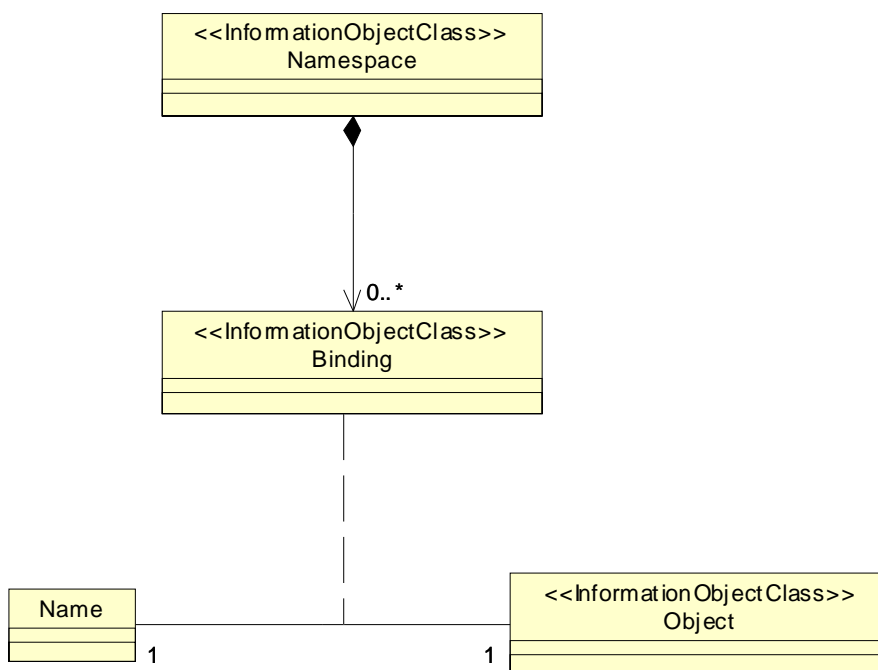 <<InformationObjectClass>>
Namespace
0..*
<<InformationObjectClass>>
Binding
Name
1
1
<<InformationObjectClass>>
Object